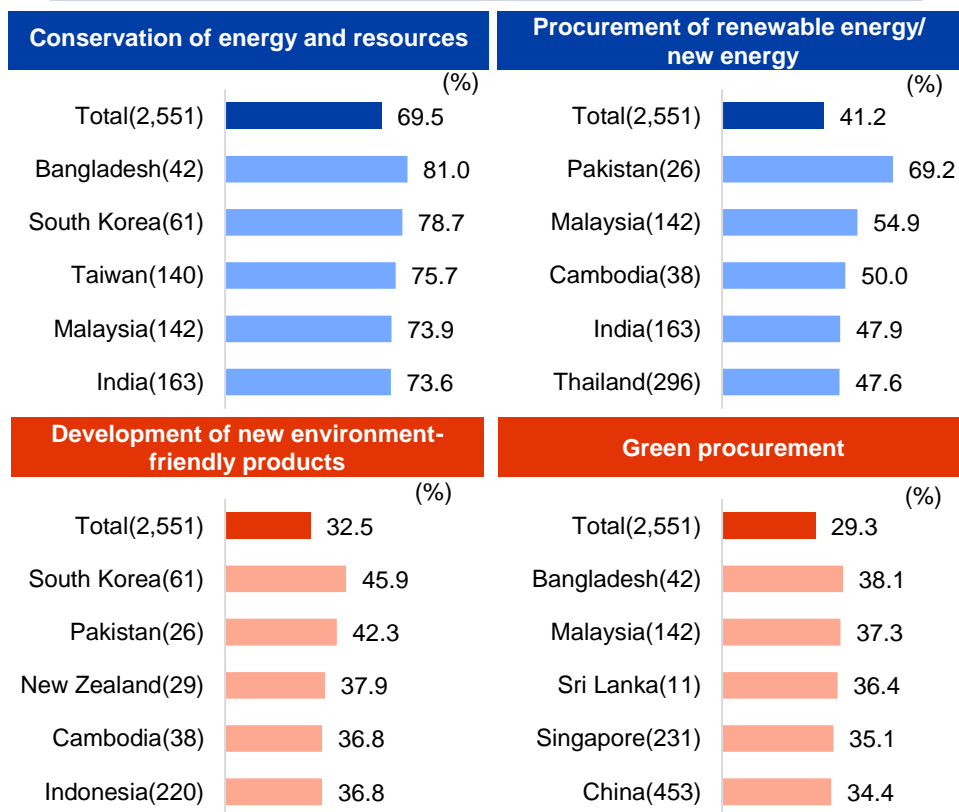 Conservation of energy and resources
(%)
Total(2,551) 69.5
Bangladesh(42) 81.0
South Korea(61) 78.7
Taiwan(140) 75.7
Malaysia(142) 73.9
India(163) 73.6
Procurement of renewable energy/
new energy
(%)
Total(2,551) 41.2
Pakistan(26) 69.2
Malaysia(142) 54.9
Cambodia(38) 50.0
India(163) 47.9
Thailand(296) 47.6
Development of new environment-
friendly products
(%)
Total(2,551) 32.5
South Korea(61) 45.9
Pakistan(26) 42.3
New Zealand(29) 37.9
Cambodia(38) 36.8
Indonesia(220) 36.8
Green procurement
(%)
Total(2,551) 29.3
Bangladesh(42) 38.1
Malaysia(142) 37.3
Sri Lanka(11) 36.4
Singapore(231) 35.1
China(453) 34.4